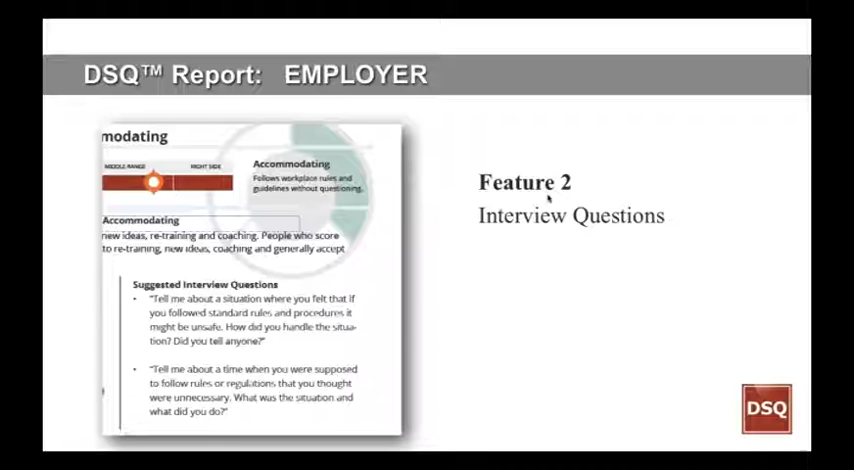 DSQ™ Report: EMPLOYER
modating
MIDDLE RANGE RIGHT SIDE
Accommodating
Follows workplace rules and
guidelines without questioning.
Accommodating
new ideas, re-training and coaching. People who score
to re-training, new ideas, coaching and generally accept
Suggested Interview Questions
• "Tell me about a situation where you felt that if
you followed standard rules and procedures it
might be unsafe. How did you handle the situa-
tion? Did you tell anyone?"
• "Tell me about a time when you were supposed
to follow rules or regulations that you thought
were unnecessary. What was the situation and
what did you do?"
Feature 2
Interview Questions
DSQ